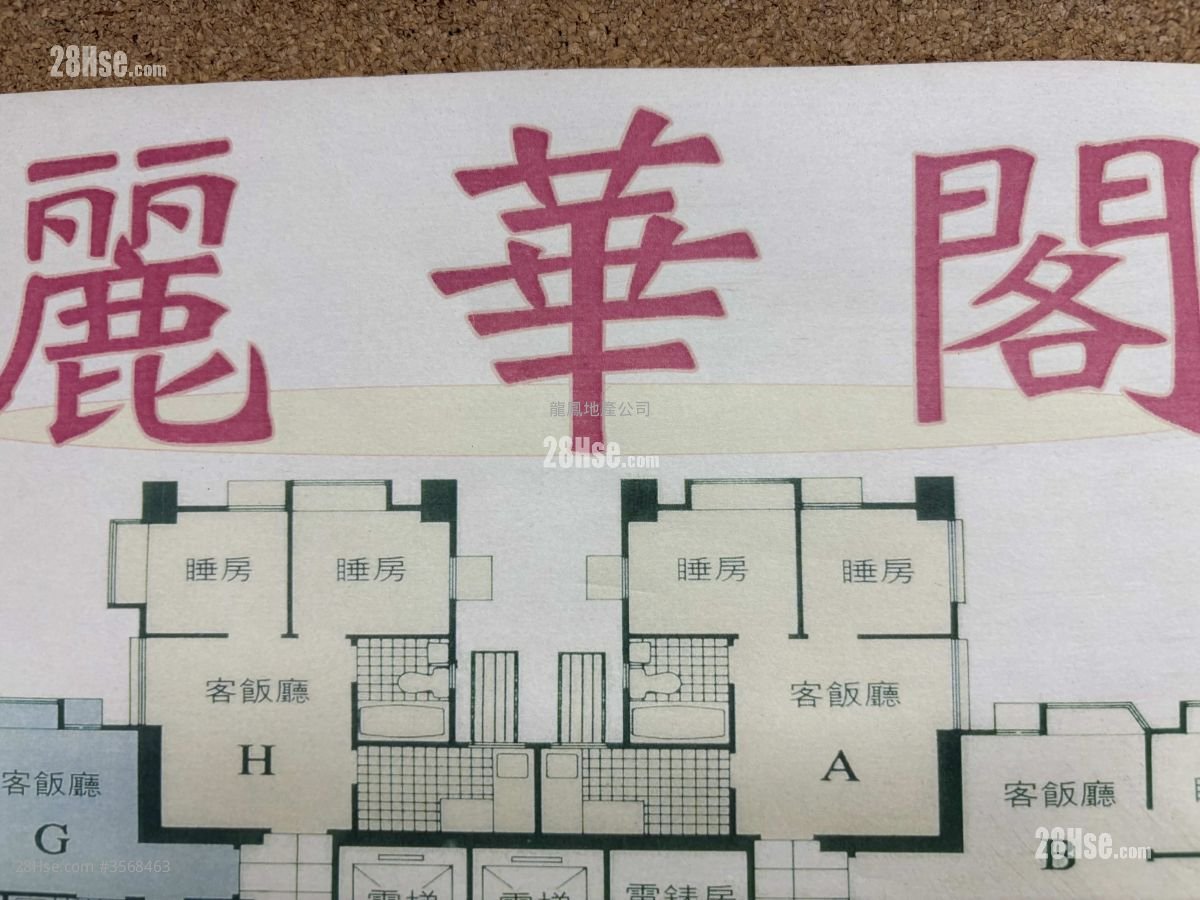 28Hse.com
麗華閣
龍鳳地產公司
28Hse.com
睡房
睡房
睡房
睡房
客飯廳
客飯廳
H
A
客飯廳
客飯廳
G
B
28Hse.com
28Hse.com #3568463
電梯
電梯
電錶房